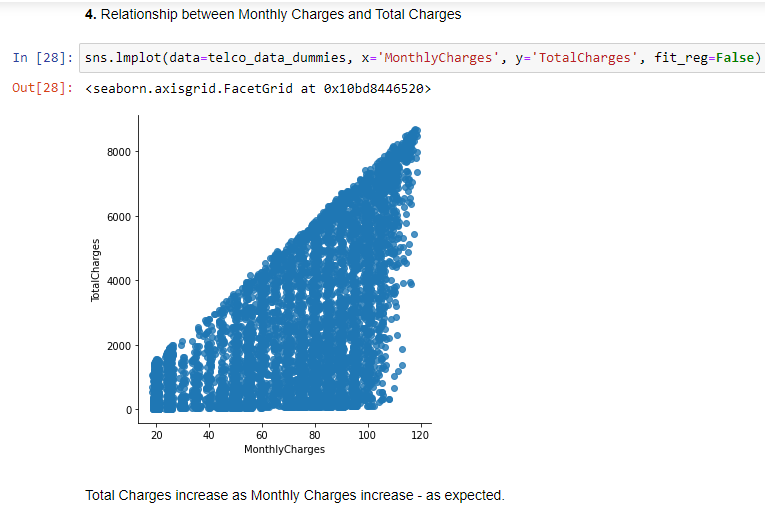 4. Relationship between Monthly Charges and Total Charges
In [28]: sns.lmplot(data=telco_data_dummies, x='MonthlyCharges', y='TotalCharges', fit_reg=False)
Out[28]: <seaborn.axisgrid.FacetGrid at 0x10bd8446520>
8000
6000
4000
2000
0
TotalCharges
20 40 60 80 100 120
MonthlyCharges
Total Charges increase as Monthly Charges increase - as expected.